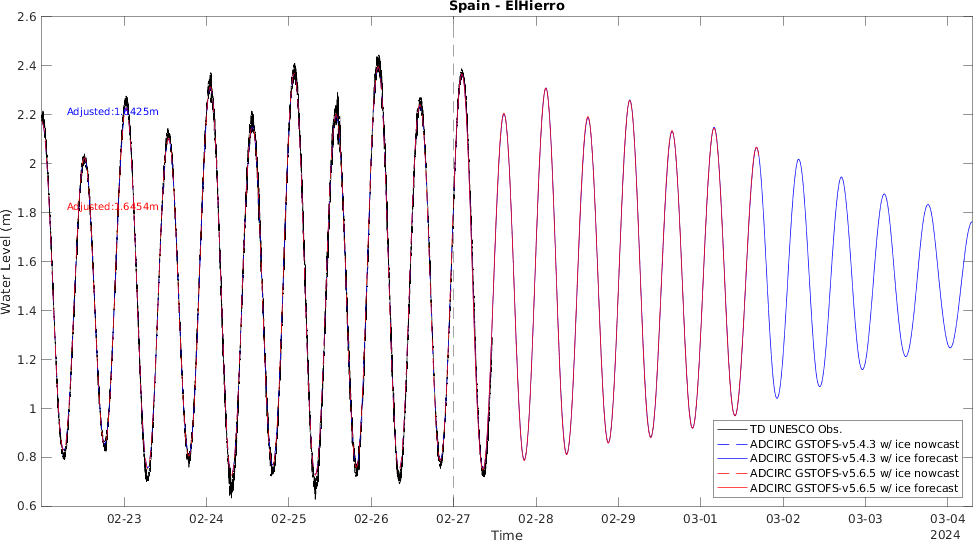 Spain - ElHierro
2.6
2.4
2.2
2
1.8
1.6
1.4
1.2
1
0.8
0.6
Water Level (m)
Adjusted:1.6425m
Adjusted:1.6454m
TD UNESCO Obs.
ADCIRC GSTOFS-v5.4.3 w/ ice nowcast
ADCIRC GSTOFS-v5.4.3 w/ ice forecast
ADCIRC GSTOFS-v5.6.5 w/ ice nowcast
ADCIRC GSTOFS-v5.6.5 w/ ice forecast
02-23 02-24 02-25 02-26 02-27 02-28 02-29 03-01 03-02 03-03 03-04
2024
Time